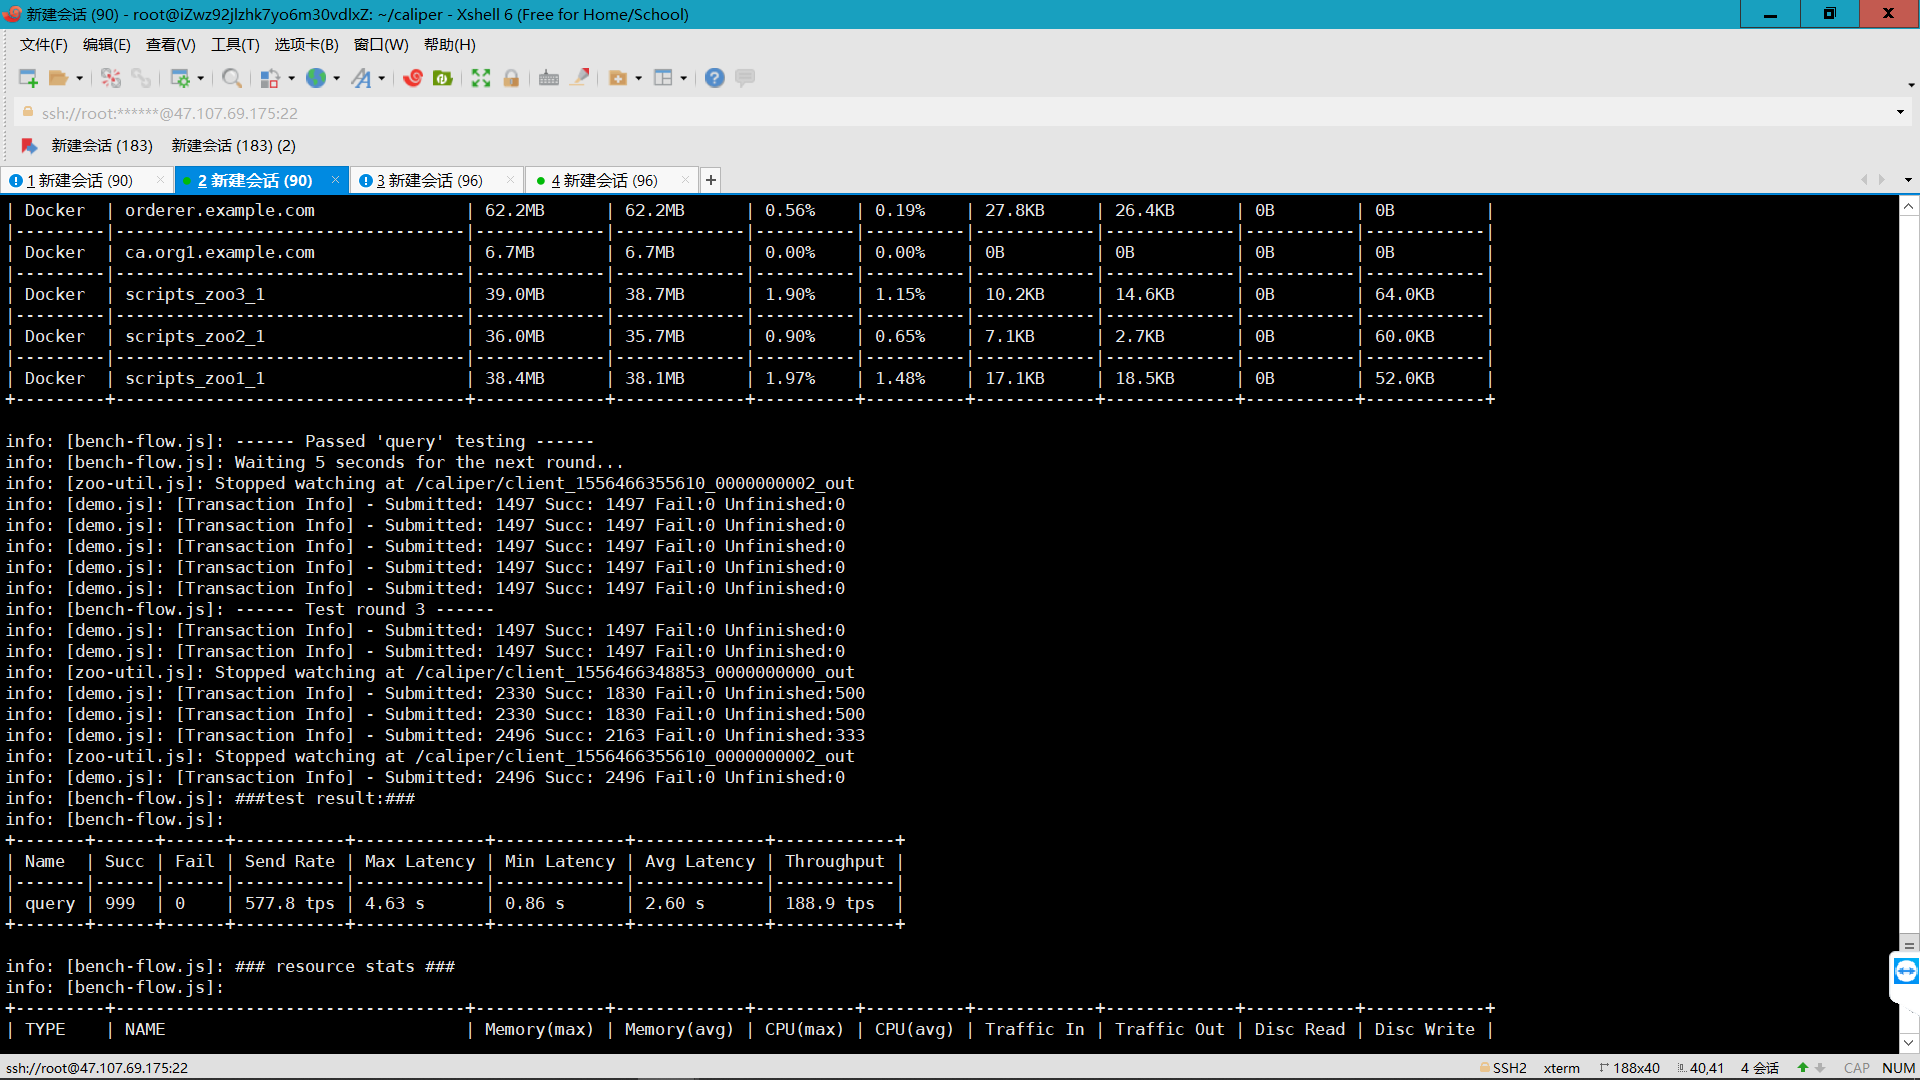 新建会话 (90) - root@iZwz92jlzhk7yo6m30vdlxZ: ~/caliper - Xshell 6 (Free for Home/School)
文件(F) 编辑(E) 查看(V) 工具(T) 选项卡(B) 窗口(W) 帮助(H)
ssh://root:******@47.107.69.175:22
新建会话 (183) 新建会话 (183) (2)
1 新建会话 (90) × 2 新建会话 (90) × 3 新建会话 (96) × 4 新建会话 (96) × +
| Docker | orderer.example.com | 62.2MB | 62.2MB | 0.56% | 0.19% | 27.8KB | 26.4KB | 0B | 0B |
|---------|-----------------------------------|-------------|-------------|----------|----------|------------|-------------|-----------|------------|
| Docker | ca.org1.example.com | 6.7MB | 6.7MB | 0.00% | 0.00% | 0B | 0B | 0B | 0B |
|---------|-----------------------------------|-------------|-------------|----------|----------|------------|-------------|-----------|------------|
| Docker | scripts_zoo3_1 | 39.0MB | 38.7MB | 1.90% | 1.15% | 10.2KB | 14.6KB | 0B | 64.0KB |
|---------|-----------------------------------|-------------|-------------|----------|----------|------------|-------------|-----------|------------|
| Docker | scripts_zoo2_1 | 36.0MB | 35.7MB | 0.90% | 0.65% | 7.1KB | 2.7KB | 0B | 60.0KB |
|---------|-----------------------------------|-------------|-------------|----------|----------|------------|-------------|-----------|------------|
| Docker | scripts_zoo1_1 | 38.4MB | 38.1MB | 1.97% | 1.48% | 17.1KB | 18.5KB | 0B | 52.0KB |
+---------+-----------------------------------+-------------+-------------+----------+----------+------------+-------------+-----------+------------+
info: [bench-flow.js]: ------ Passed 'query' testing ------
info: [bench-flow.js]: Waiting 5 seconds for the next round...
info: [zoo-util.js]: Stopped watching at /caliper/client_1556466355610_0000000002_out
info: [demo.js]: [Transaction Info] - Submitted: 1497 Succ: 1497 Fail:0 Unfinished:0
info: [demo.js]: [Transaction Info] - Submitted: 1497 Succ: 1497 Fail:0 Unfinished:0
info: [demo.js]: [Transaction Info] - Submitted: 1497 Succ: 1497 Fail:0 Unfinished:0
info: [demo.js]: [Transaction Info] - Submitted: 1497 Succ: 1497 Fail:0 Unfinished:0
info: [demo.js]: [Transaction Info] - Submitted: 1497 Succ: 1497 Fail:0 Unfinished:0
info: [bench-flow.js]: ------ Test round 3 ------
info: [demo.js]: [Transaction Info] - Submitted: 1497 Succ: 1497 Fail:0 Unfinished:0
info: [demo.js]: [Transaction Info] - Submitted: 1497 Succ: 1497 Fail:0 Unfinished:0
info: [zoo-util.js]: Stopped watching at /caliper/client_1556466348853_0000000000_out
info: [demo.js]: [Transaction Info] - Submitted: 2330 Succ: 1830 Fail:0 Unfinished:500
info: [demo.js]: [Transaction Info] - Submitted: 2330 Succ: 1830 Fail:0 Unfinished:500
info: [demo.js]: [Transaction Info] - Submitted: 2496 Succ: 2163 Fail:0 Unfinished:333
info: [zoo-util.js]: Stopped watching at /caliper/client_1556466355610_0000000002_out
info: [demo.js]: [Transaction Info] - Submitted: 2496 Succ: 2496 Fail:0 Unfinished:0
info: [bench-flow.js]: ###test result:###
info: [bench-flow.js]:
+-------+------+------+-----------+-------------+-------------+-------------+------------+
| Name | Succ | Fail | Send Rate | Max Latency | Min Latency | Avg Latency | Throughput |
|-------|------|------|-----------|-------------|-------------|-------------|------------|
| query | 999 | 0 | 577.8 tps | 4.63 s | 0.86 s | 2.60 s | 188.9 tps |
+-------+------+------+-----------+-------------+-------------+-------------+------------+
info: [bench-flow.js]: ### resource stats ###
info: [bench-flow.js]:
+---------+-----------------------------------+-------------+-------------+----------+----------+------------+-------------+-----------+------------+
| TYPE | NAME | Memory(max) | Memory(avg) | CPU(max) | CPU(avg) | Traffic In | Traffic Out | Disc Read | Disc Write |
ssh://root@47.107.69.175:22 SSH2 xterm 188x40 40,41 4 会话 CAP NUM